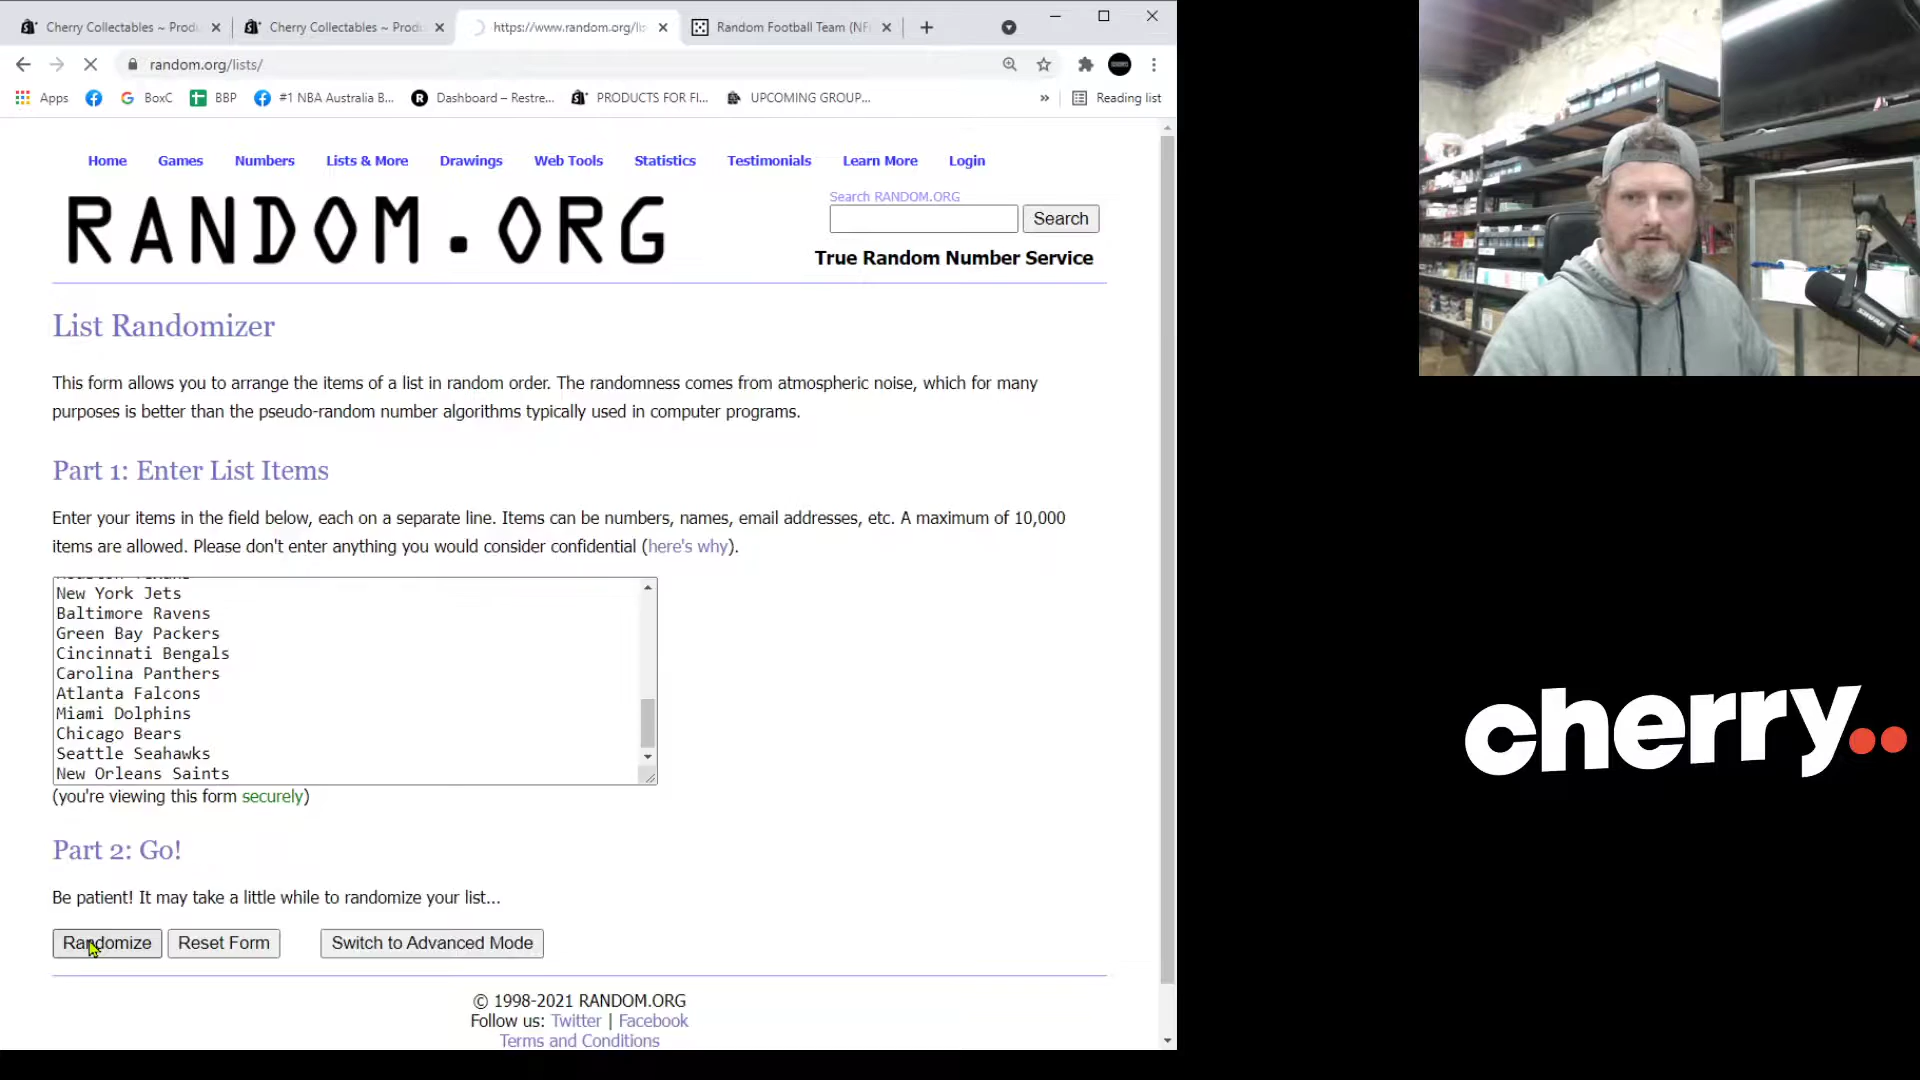 Cherry Collectables ~ Produ
Cherry Collectables ~ Produ
https://www.random.org/lis
Random Football Team (NF
random.org/lists/
Apps
BoxC
BBP
#1 NBA Australia B...
Dashboard – Restre...
PRODUCTS FOR FI...
UPCOMING GROUP...
»
Reading list
Home
Games
Numbers
Lists & More
Drawings
Web Tools
Statistics
Testimonials
Learn More
Login
RANDOM.ORG
Search RANDOM.ORG
Search
True Random Number Service
List Randomizer
This form allows you to arrange the items of a list in random order. The randomness comes from atmospheric noise, which for many
purposes is better than the pseudo-random number algorithms typically used in computer programs.
Part 1: Enter List Items
Enter your items in the field below, each on a separate line. Items can be numbers, names, email addresses, etc. A maximum of 10,000
items are allowed. Please don't enter anything you would consider confidential (here's why).
New York Jets
Baltimore Ravens
Green Bay Packers
Cincinnati Bengals
Carolina Panthers
Atlanta Falcons
Miami Dolphins
Chicago Bears
Seattle Seahawks
New Orleans Saints
(you're viewing this form securely)
Part 2: Go!
Be patient! It may take a little while to randomize your list...
Randomize
Reset Form
Switch to Advanced Mode
© 1998-2021 RANDOM.ORG
Follow us: Twitter | Facebook
Terms and Conditions
cherry..